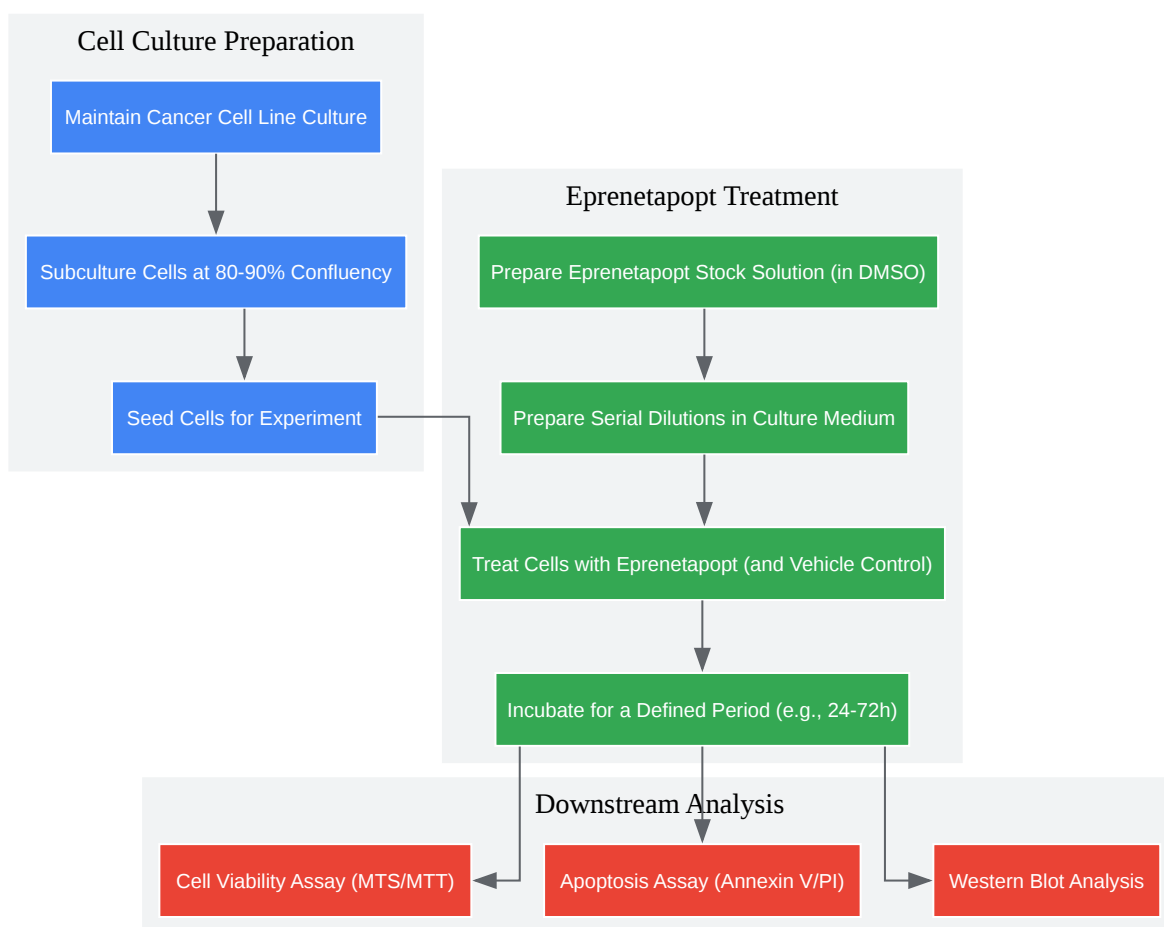 Cell Culture Preparation
Maintain Cancer Cell Line Culture
Subculture Cells at 80-90% Confluency
Seed Cells for Experiment
Eprenetapopt Treatment
Prepare Eprenetapopt Stock Solution (in DMSO)
Prepare Serial Dilutions in Culture Medium
Treat Cells with Eprenetapopt (and Vehicle Control)
Incubate for a Defined Period (e.g., 24-72h)
Downstream Analysis
Cell Viability Assay (MTS/MTT)
Apoptosis Assay (Annexin V/PI)
Western Blot Analysis